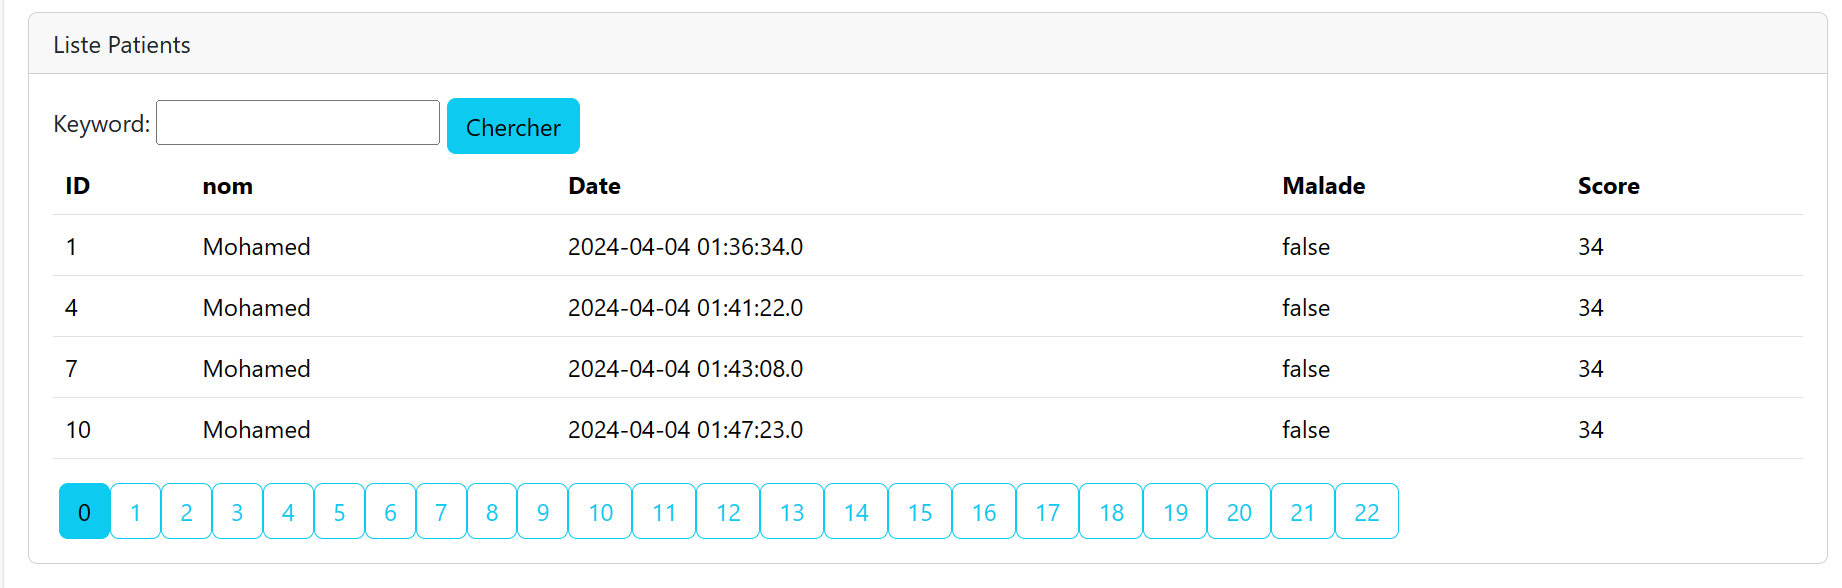 Liste Patients
Keyword: Chercher
ID nom Date Malade Score
1 Mohamed 2024-04-04 01:36:34.0 false 34
4 Mohamed 2024-04-04 01:41:22.0 false 34
7 Mohamed 2024-04-04 01:43:08.0 false 34
10 Mohamed 2024-04-04 01:47:23.0 false 34
0 1 2 3 4 5 6 7 8 9 10 11 12 13 14 15 16 17 18 19 20 21 22